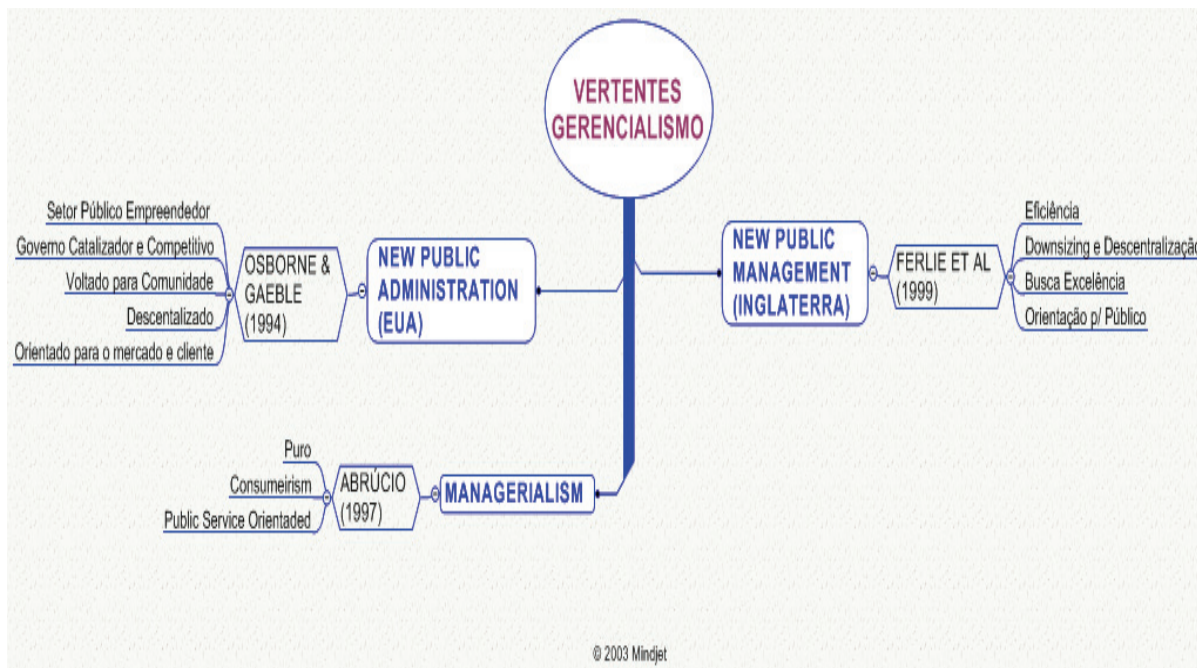 VERTENTES
GERENCIALISMO
Setor Público Empreendedor
Governo Catalizador e Competitivo
Voltado para Comunidade
Descentalizado
Orientado para o mercado e cliente
OSBORNE &
GAEBLE
(1994)
NEW PUBLIC
ADMINISTRATION
(EUA)
NEW PUBLIC
MANAGEMENT
(INGLATERRA)
FERLIE ET AL
(1999)
Eficiência
Downsizing e Descentralização
Busca Excelência
Orientação p/ Público
Puro
Consumeirism
Public Service Orientaded
ABRÚCIO
(1997)
MANAGERIALISM
© 2003 Mindjet